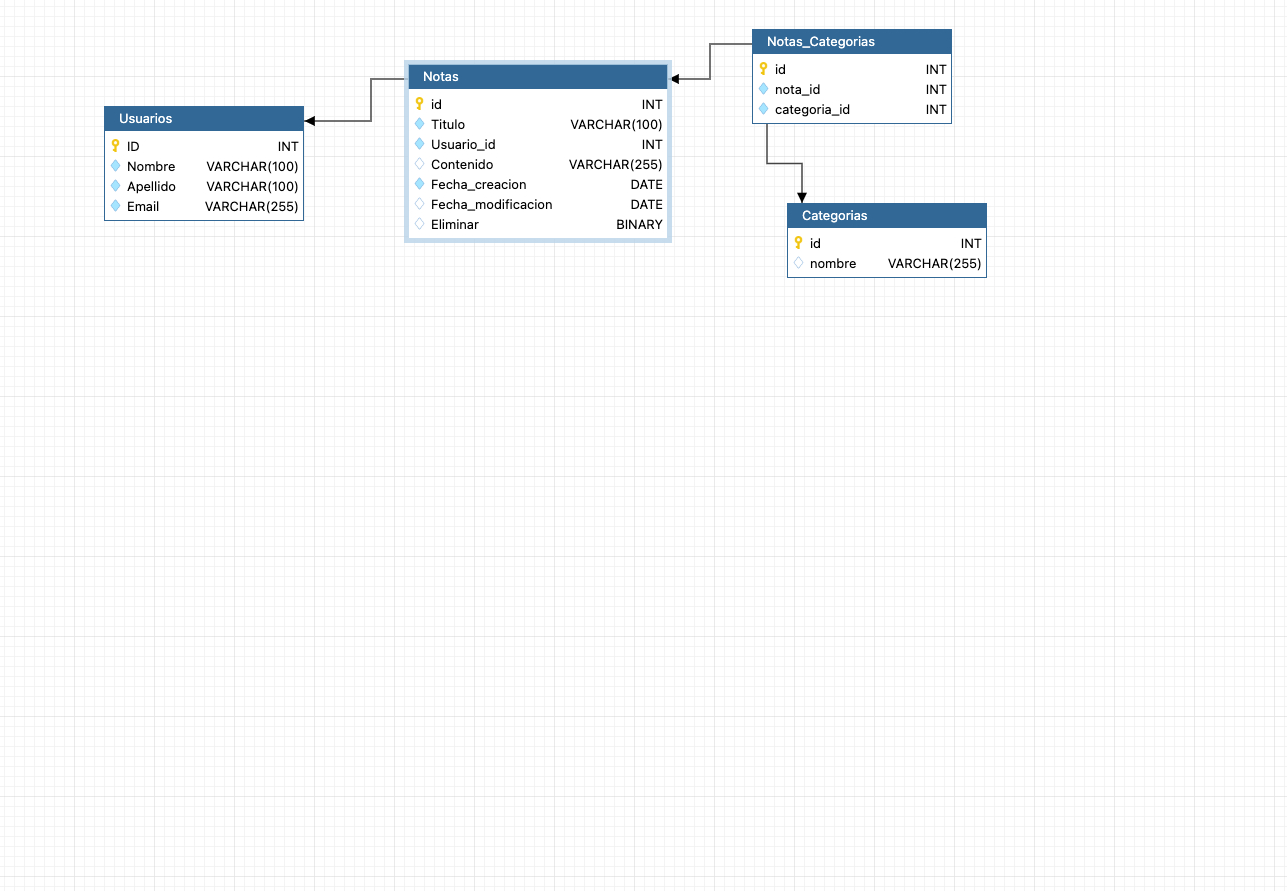 Usuarios
ID INT
Nombre VARCHAR(100)
Apellido VARCHAR(100)
Email VARCHAR(255)
Notas
id INT
Titulo VARCHAR(100)
Usuario_id INT
Contenido VARCHAR(255)
Fecha_creacion DATE
Fecha_modificacion DATE
Eliminar BINARY
Notas_Categorias
id INT
nota_id INT
categoria_id INT
Categorias
id INT
nombre VARCHAR(255)